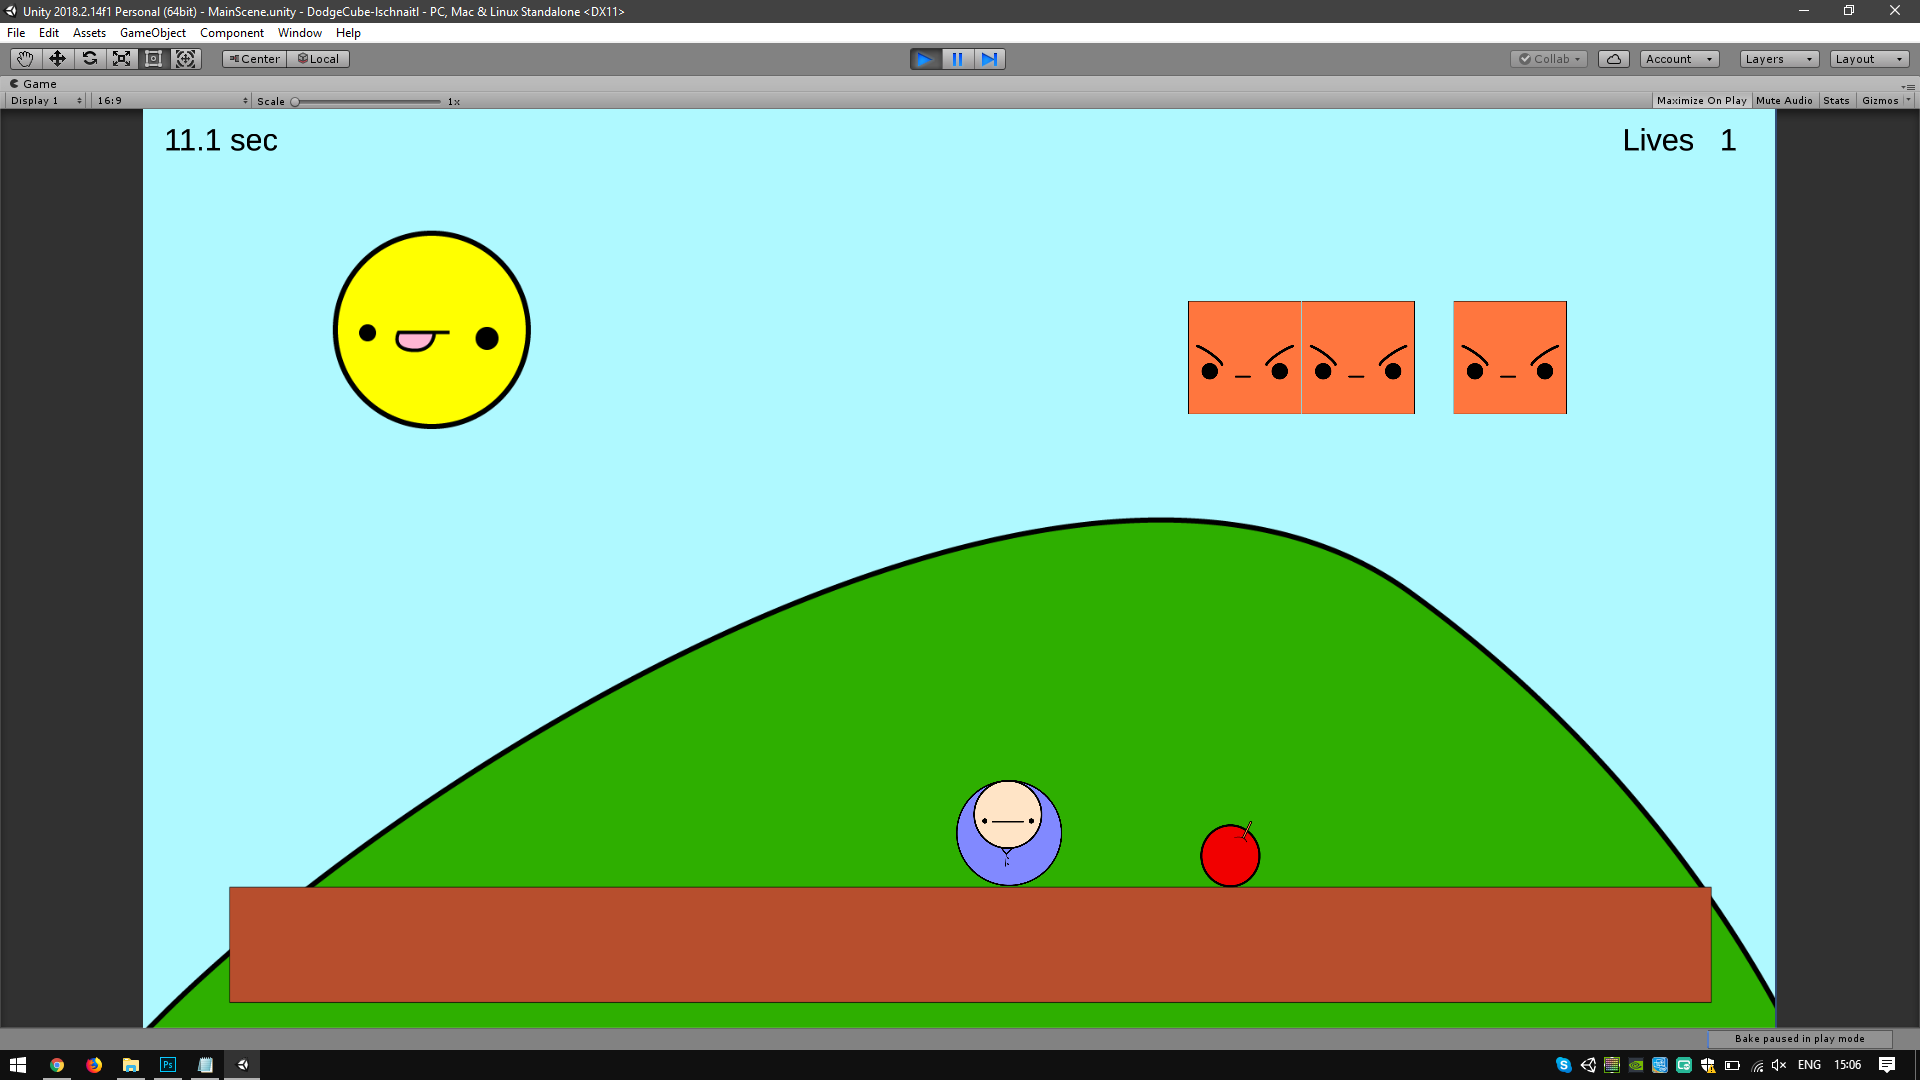 Unity 2018.2.14f1 Personal (64bit) - MainScene.unity - DodgeCube-Ischnaitl - PC, Mac & Linux Standalone <DX11>
File Edit Assets GameObject Component Window Help
Center Local Collab Account Layers Layout
Game
Display 1 16:9 Scale 1x Maximize On Play Mute Audio Stats Gizmos
11.1 sec Lives 1
Bake paused in play mode
Ps ENG 15:06